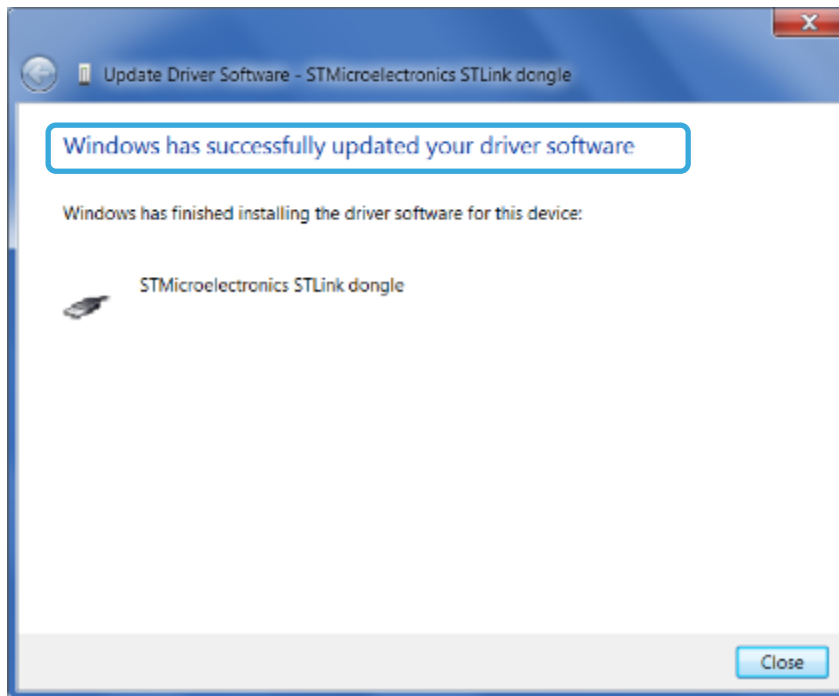 Update Driver Software - STMicroelectronics STLink dongle
Windows has successfully updated your driver software
Windows has finished installing the driver software for this device:
STMicroelectronics STLink dongle
Close